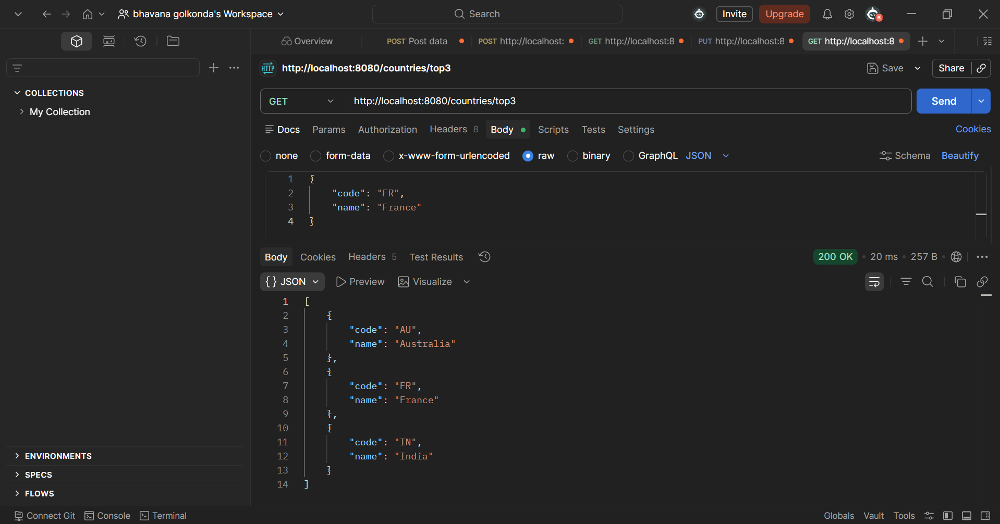 bhavana golkonda's Workspace
Search
Invite
Upgrade
B
Overview
POST Post data
POST http://localhost:
GET http://localhost:8
PUT http://localhost:8
GET http://localhost:8
HTTP http://localhost:8080/countries/top3
Save
Share
COLLECTIONS
My Collection
GET http://localhost:8080/countries/top3
Send
Docs Params Authorization Headers 8 Body Scripts Tests Settings
Cookies
none form-data x-www-form-urlencoded raw binary GraphQL JSON
Schema Beautify
1 {
2 "code": "FR",
3 "name": "France"
4 }
Body Cookies Headers 5 Test Results
200 OK • 20 ms • 257 B
{} JSON Preview Visualize
1 [
2 {
3 "code": "AU",
4 "name": "Australia"
5 },
6 {
7 "code": "FR",
8 "name": "France"
9 },
10 {
11 "code": "IN",
12 "name": "India"
13 }
14 ]
ENVIRONMENTS
SPECS
FLOWS
Connect Git Console Terminal
Globals Vault Tools